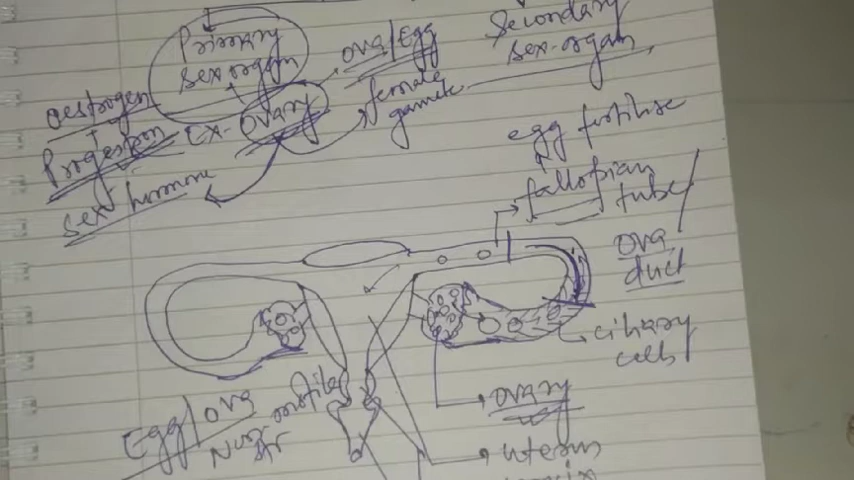 Primary
sex organ
Secondary
sex-organ
ova/Egg
female
gamete
oestrogen
+
Progestron
Ex- Ovary
sex hormone
egg fertilise
fallopian
tube/
ova
duct
ciliary
cells
ovary
uterus
Egg/ova
Non-motile